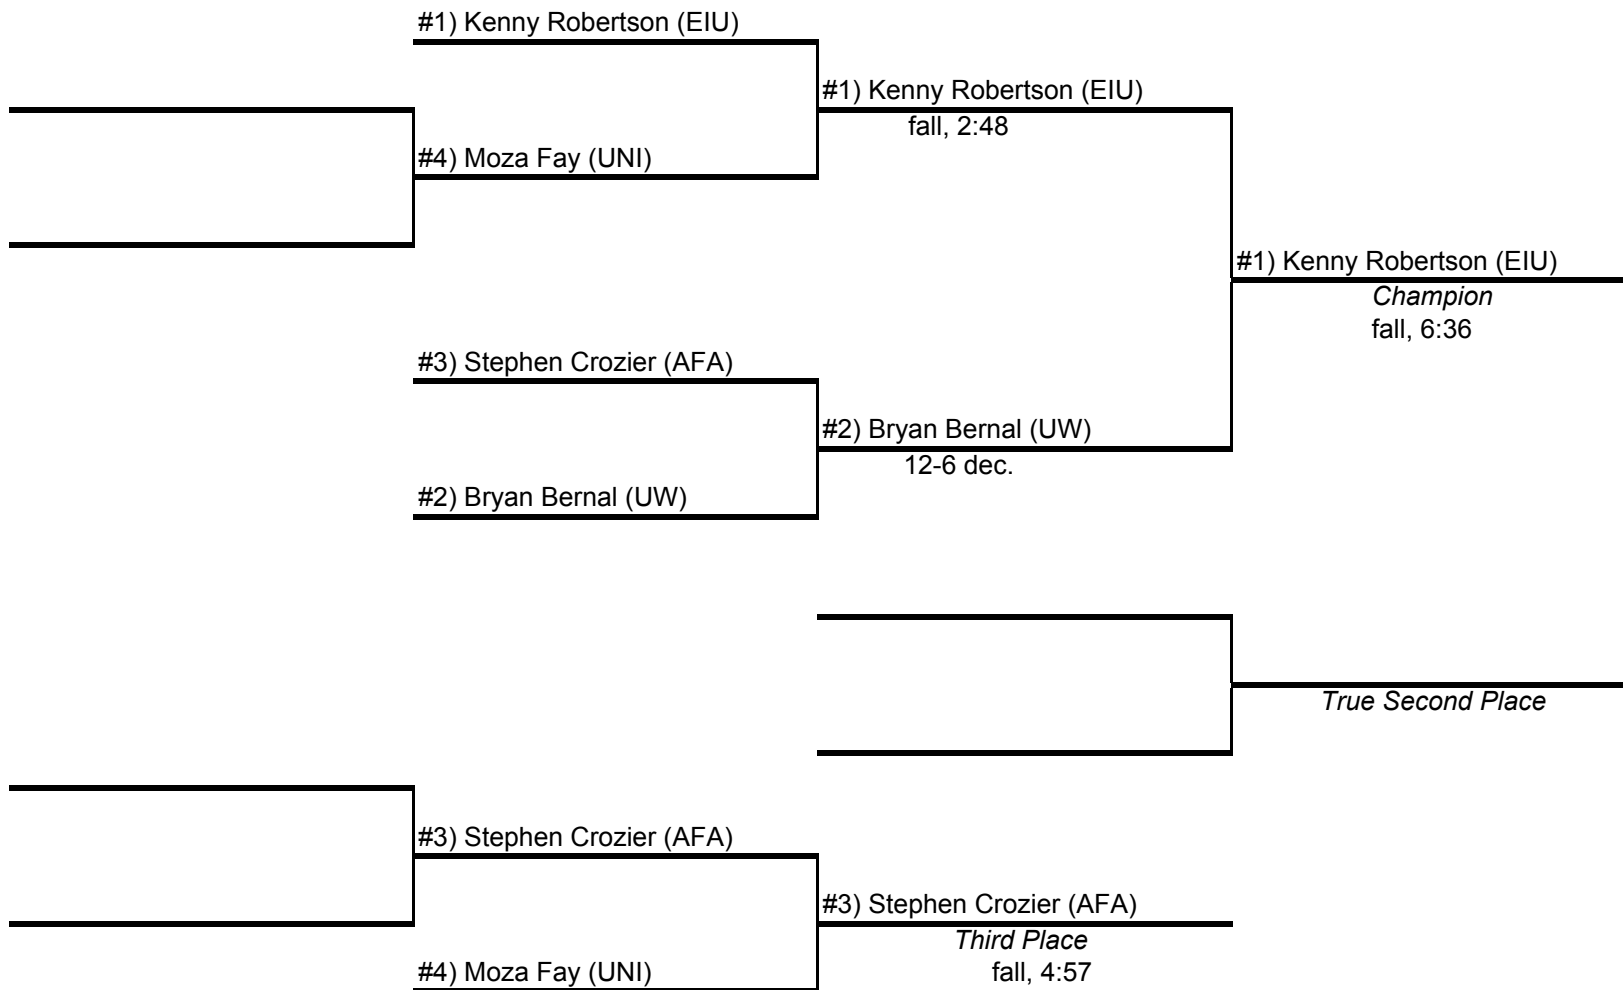 #1) Kenny Robertson (EIU)
#1) Kenny Robertson (EIU)
fall, 2:48
#4) Moza Fay (UNI)
#1) Kenny Robertson (EIU)
Champion
fall, 6:36
#3) Stephen Crozier (AFA)
#2) Bryan Bernal (UW)
12-6 dec.
#2) Bryan Bernal (UW)
True Second Place
#3) Stephen Crozier (AFA)
#3) Stephen Crozier (AFA)
Third Place
#4) Moza Fay (UNI)
fall, 4:57